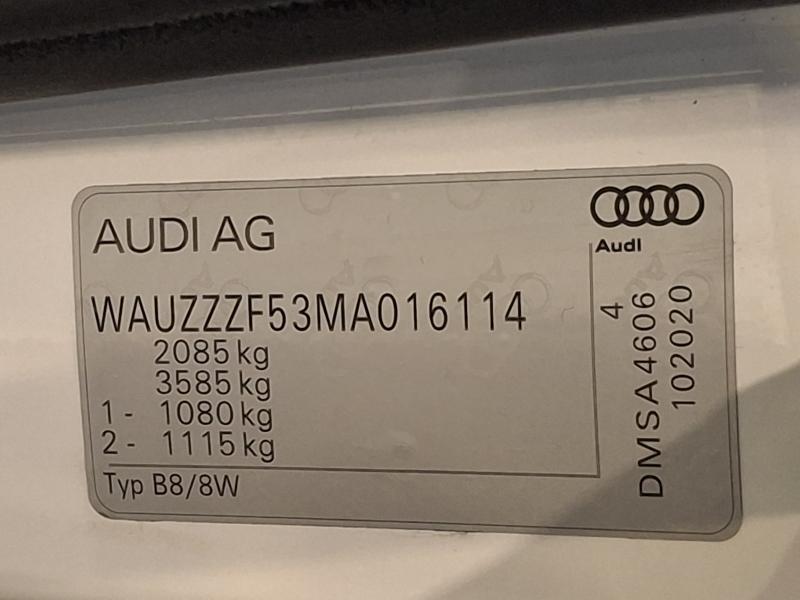 AUDI AG
Audi
WAUZZZF53MA016114
2085 kg
3585 kg
1 - 1080 kg
2 - 1115 kg
Typ B8/8W
4
DMSA4606
102020